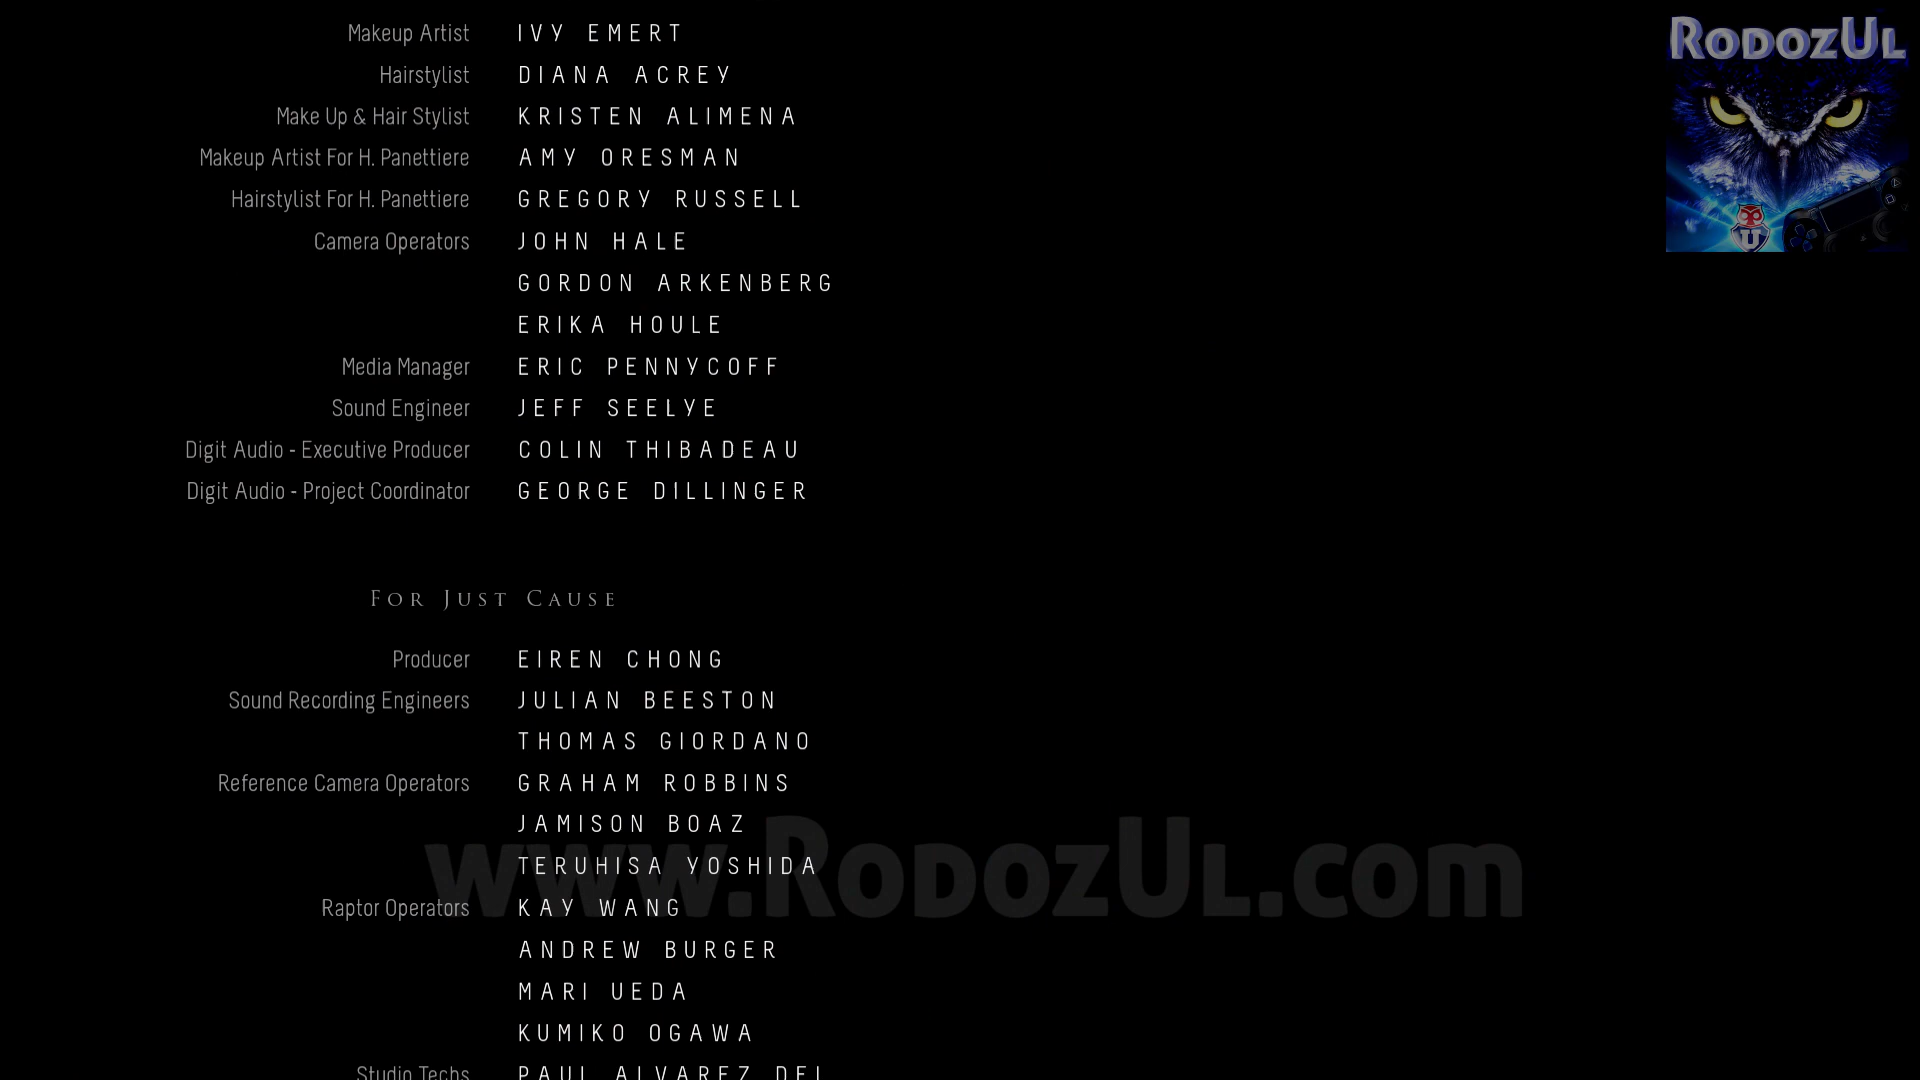 Makeup Artist IVY EMERT
Hairstylist DIANA ACREY
Make Up & Hair Stylist KRISTEN ALIMENA
Makeup Artist For H. Panettiere AMY ORESMAN
Hairstylist For H. Panettiere GREGORY RUSSELL
Camera Operators JOHN HALE
GORDON ARKENBERG
ERIKA HOULE
Media Manager ERIC PENNYCOFF
Sound Engineer JEFF SEELYE
Digit Audio - Executive Producer COLIN THIBADEAU
Digit Audio - Project Coordinator GEORGE DILLINGER
FOR JUST CAUSE
Producer EIREN CHONG
Sound Recording Engineers JULIAN BEESTON
THOMAS GIORDANO
Reference Camera Operators GRAHAM ROBBINS
JAMISON BOAZ
TERUHISA YOSHIDA
Raptor Operators KAY WANG
ANDREW BURGER
MARI UEDA
KUMIKO OGAWA
Studio Techs PAUL ALVAREZ DEL
RODOZUL
U
www.RODOZUL.com